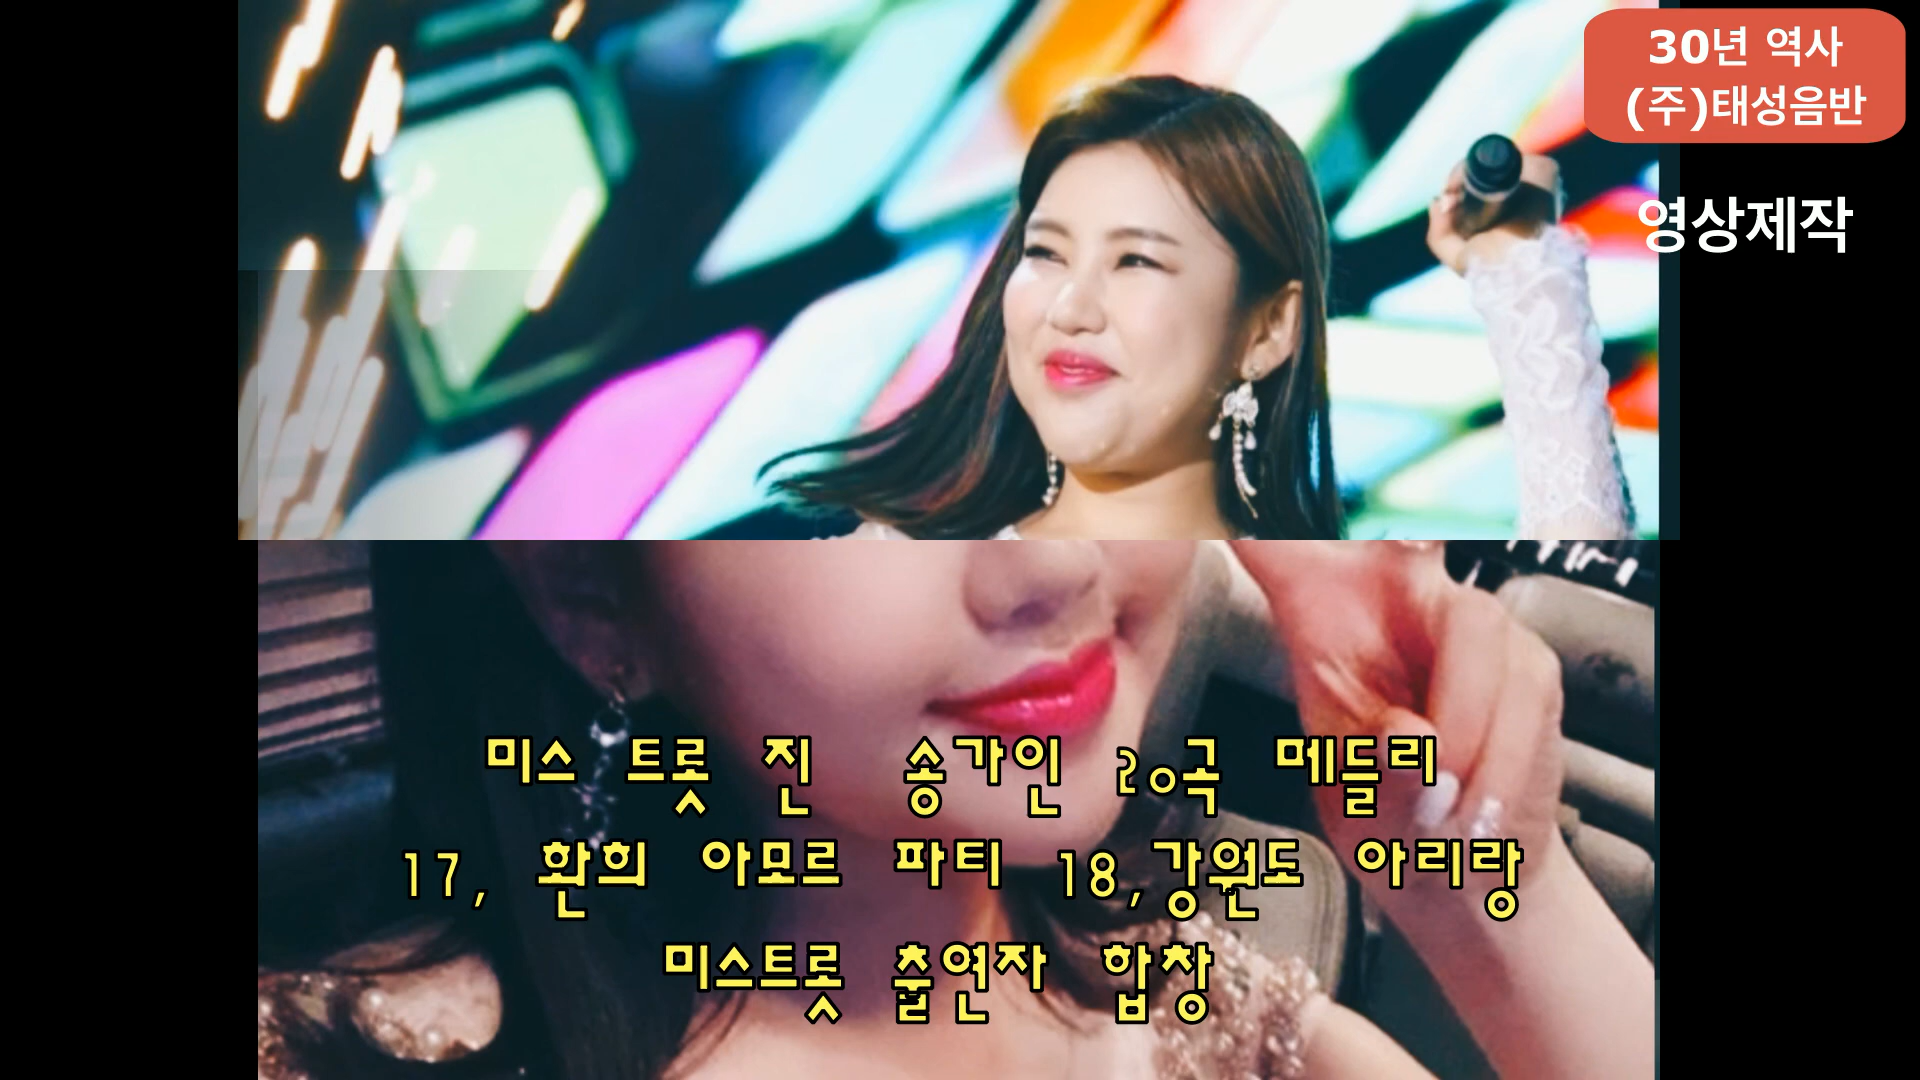 30년 역사
(주)태성음반
영상제작
미스 트롯 진 송가인 20곡 메들리
17, 환희 아모르 파티 18,강원도 아리랑
미스트롯 출연자 합창